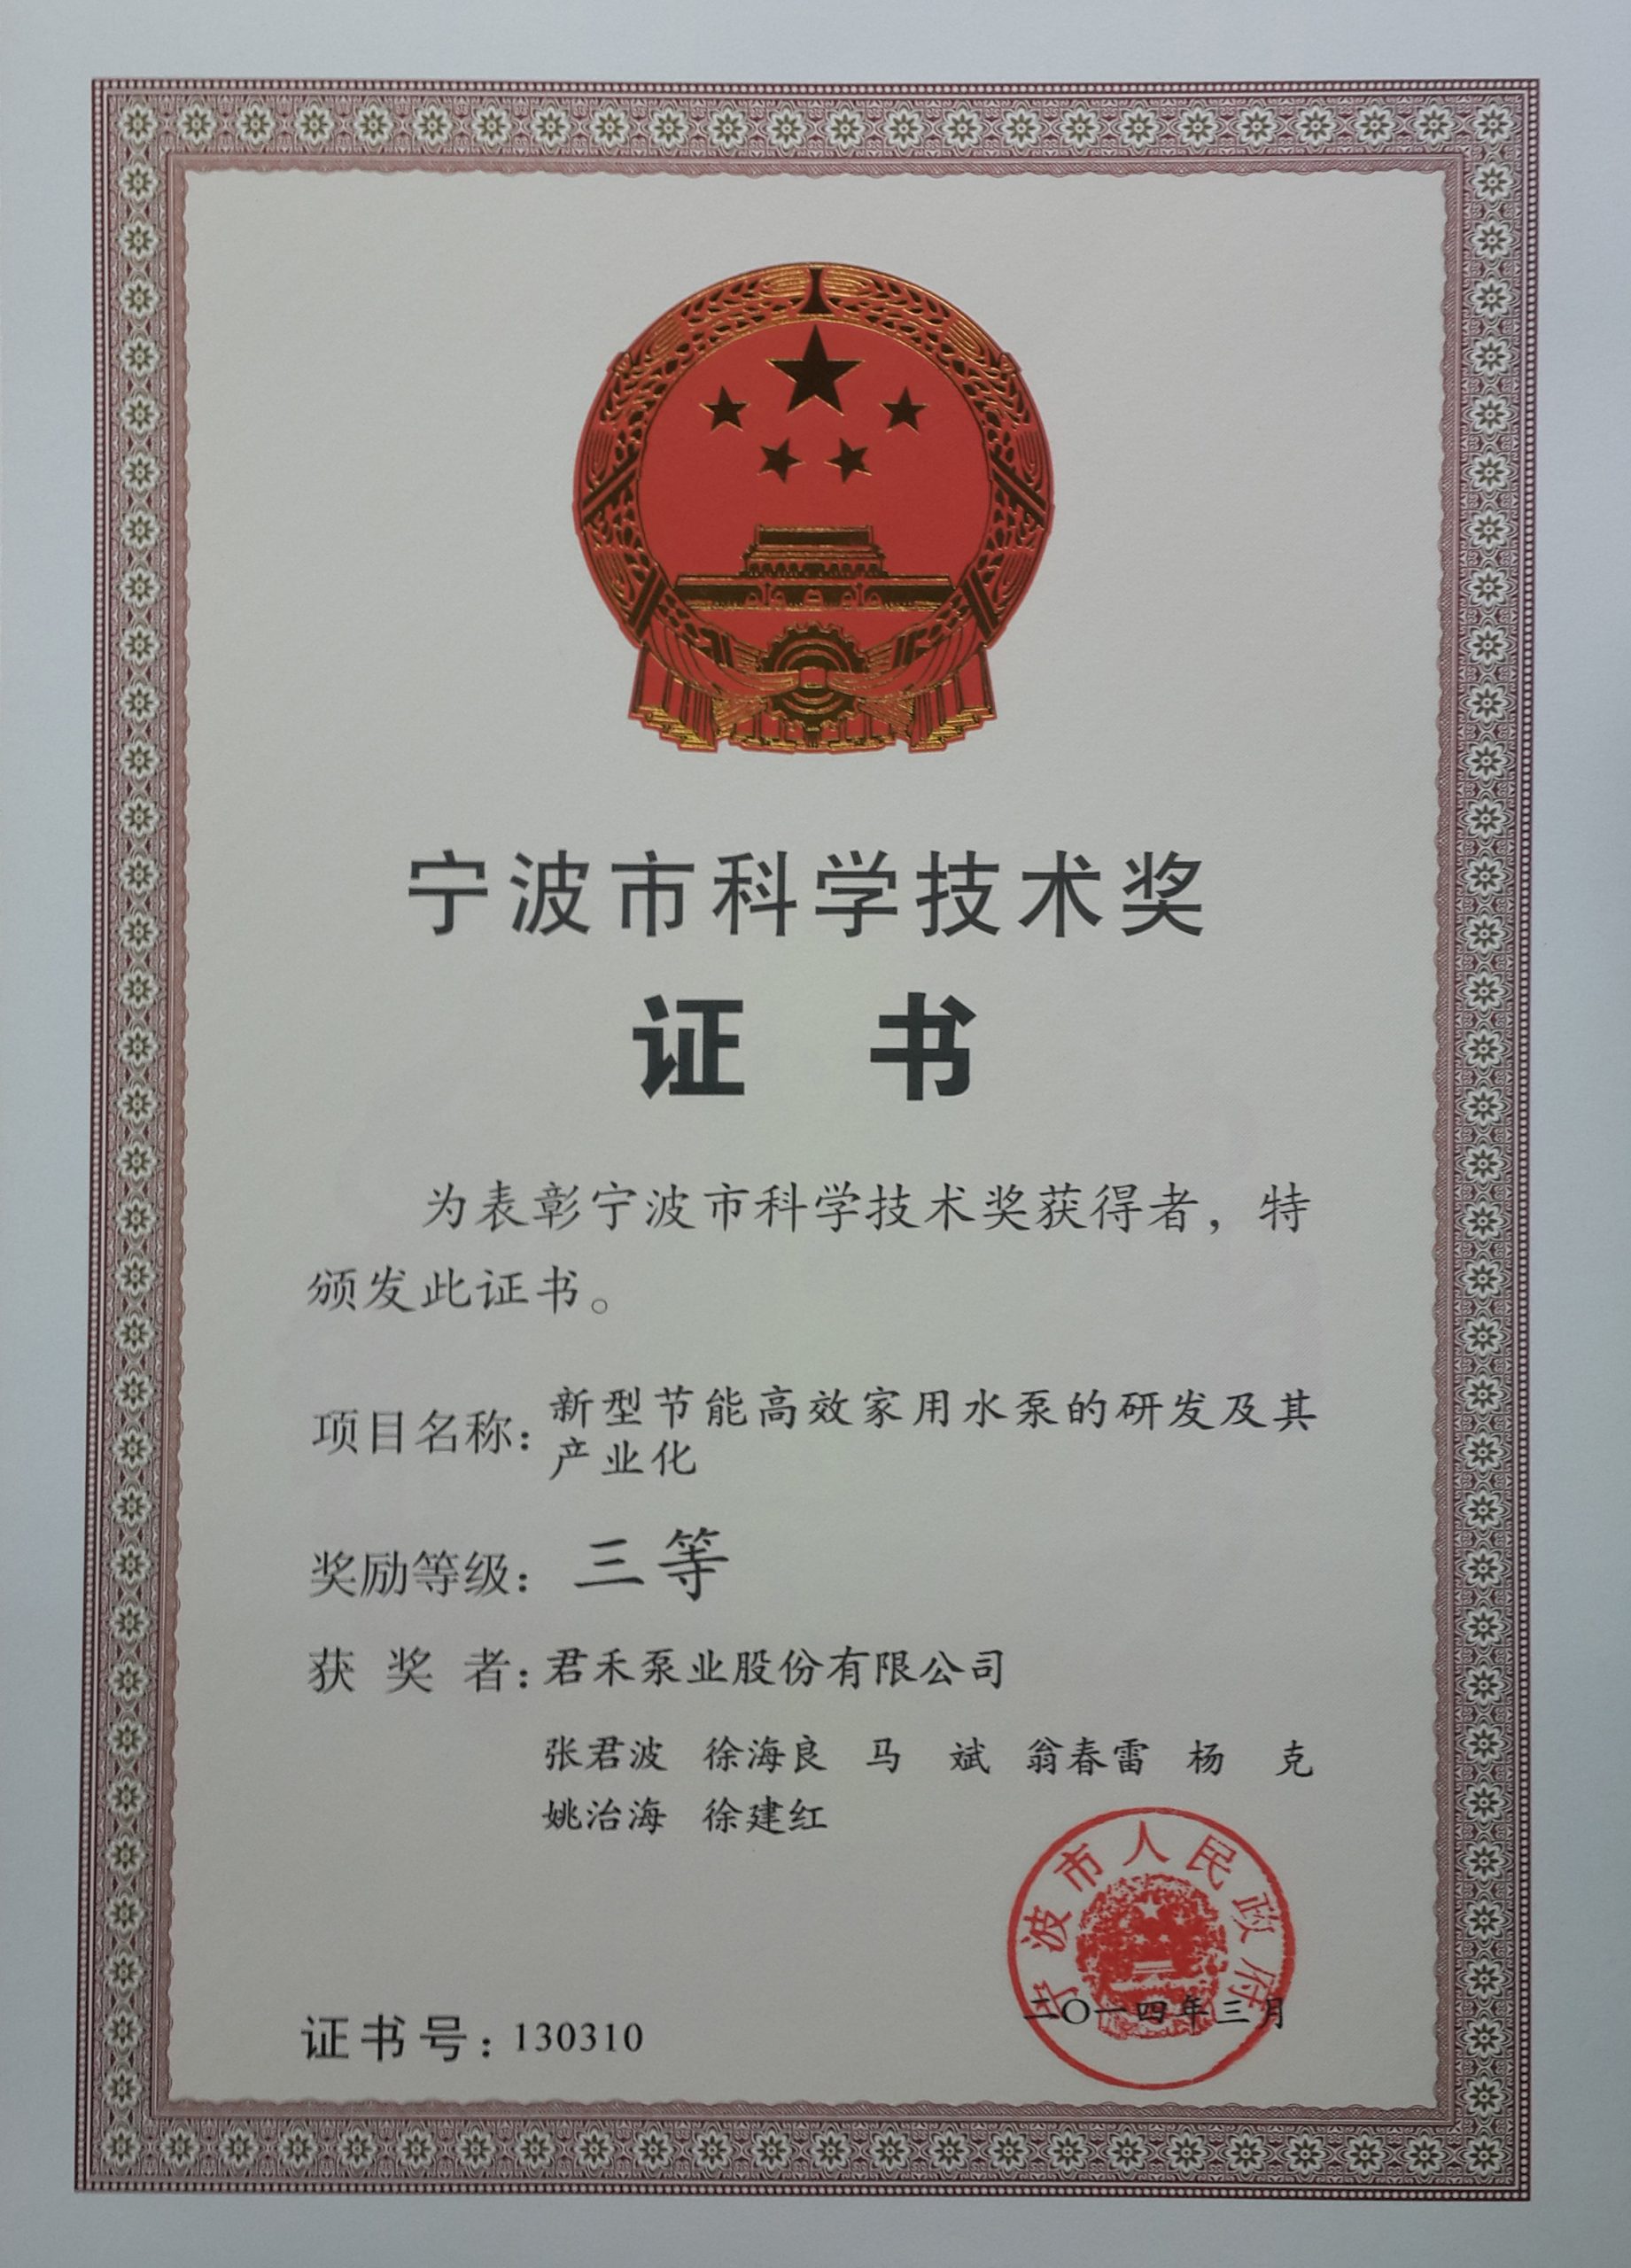 宁波市科学技术奖
证 书
为表彰宁波市科学技术奖获得者，特
颁发此证书。
项目名称：新型节能高效家用水泵的研发及其
产业化
奖励等级：三等
获 奖 者：君禾泵业股份有限公司
张君波 徐海良 马 斌 翁春雷 杨 克
姚治海 徐建红
宁波市人民政府
二〇一四年三月
证书号：130310